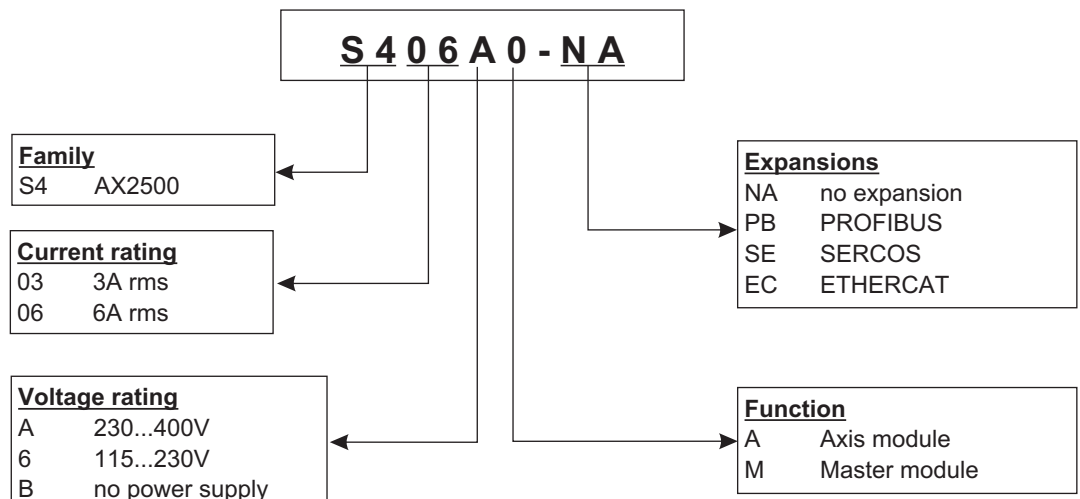 S406A0-NA
Family
S4 AX2500
Current rating
03 3A rms
06 6A rms
Voltage rating
A 230...400V
6 115...230V
B no power supply
Expansions
NA no expansion
PB PROFIBUS
SE SERCOS
EC ETHERCAT
Function
A Axis module
M Master module